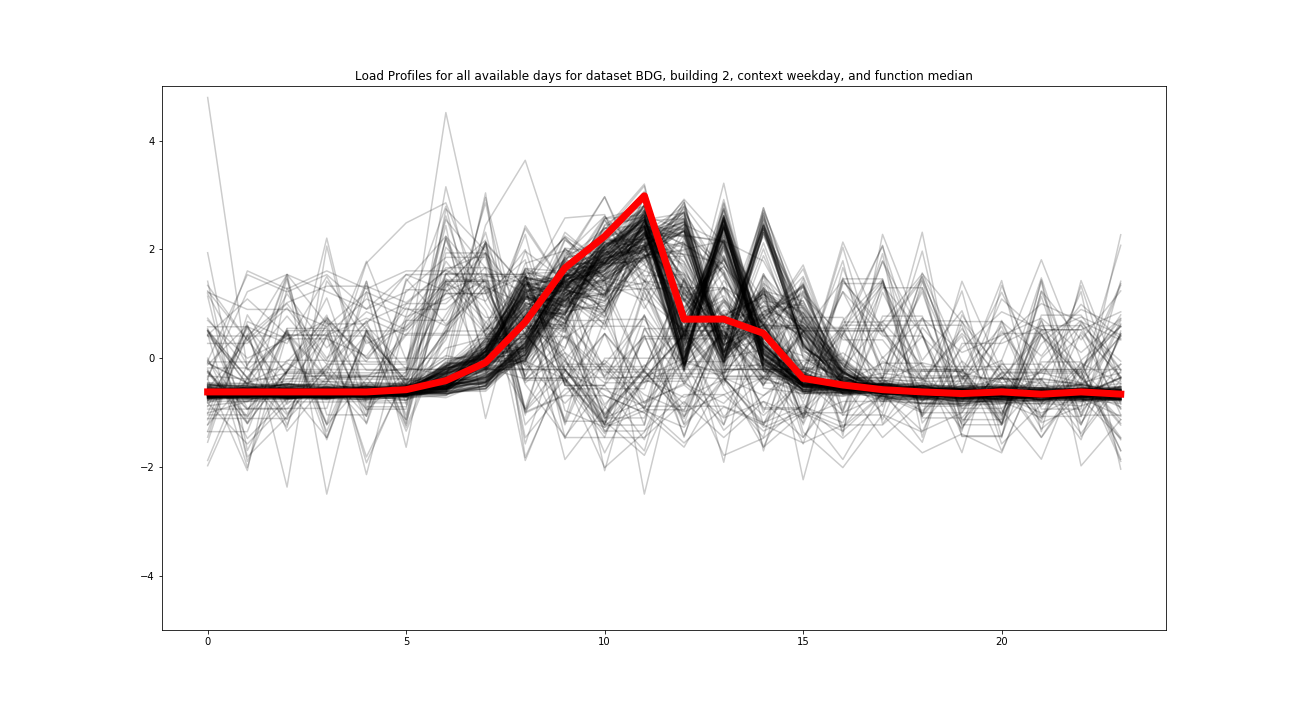 Load Profiles for all available days for dataset BDG, building 2, context weekday, and function median
4
2
0
−2
−4
0 5 10 15 20